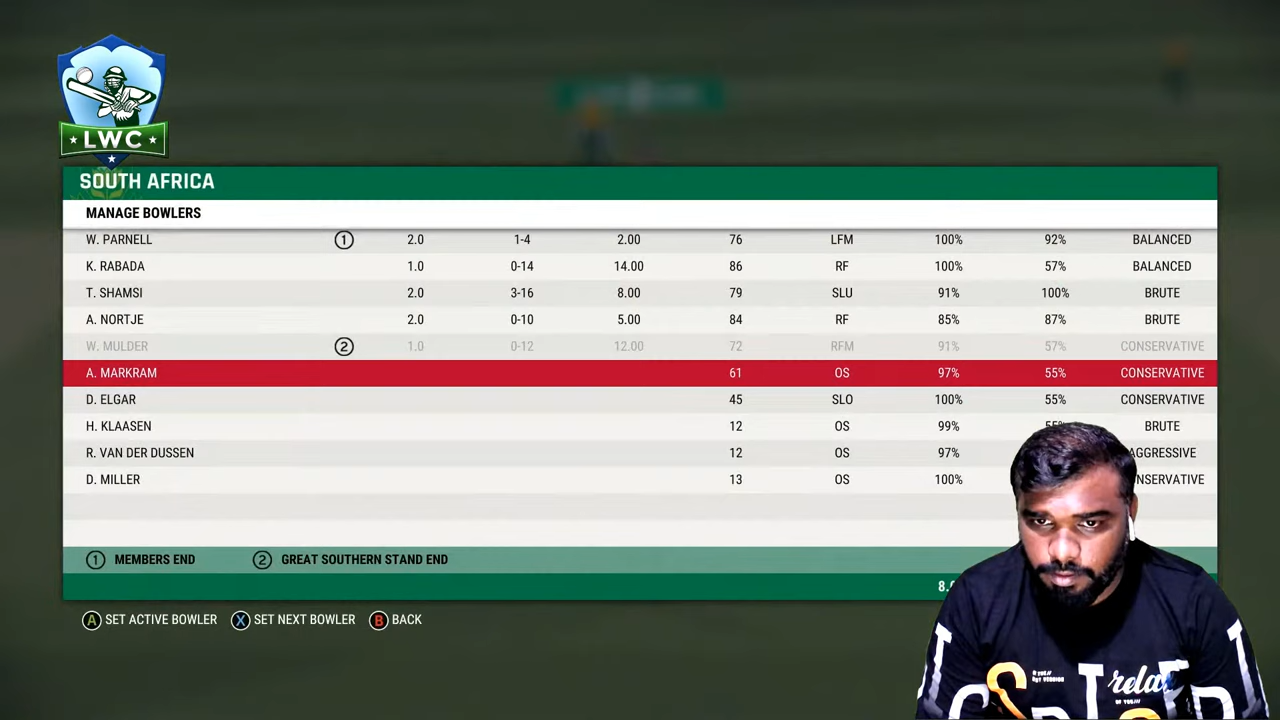 LWC
SOUTH AFRICA
MANAGE BOWLERS
W. PARNELL 1 2.0 1-4 2.00 76 LFM 100% 92% BALANCED
K. RABADA 1.0 0-14 14.00 86 RF 100% 57% BALANCED
T. SHAMSI 2.0 3-16 8.00 79 SLU 91% 100% BRUTE
A. NORTJE 2.0 0-10 5.00 84 RF 85% 87% BRUTE
W. MULDER 2 1.0 0-12 12.00 72 RFM 91% 57% CONSERVATIVE
A. MARKRAM 61 OS 97% 55% CONSERVATIVE
D. ELGAR 45 SLO 100% 55% CONSERVATIVE
H. KLAASEN 12 OS 99% 55% BRUTE
R. VAN DER DUSSEN 12 OS 97% AGGRESSIVE
D. MILLER 13 OS 100% NSERVATIVE
1 MEMBERS END 2 GREAT SOUTHERN STAND END
8.
A SET ACTIVE BOWLER X SET NEXT BOWLER B BACK
relax